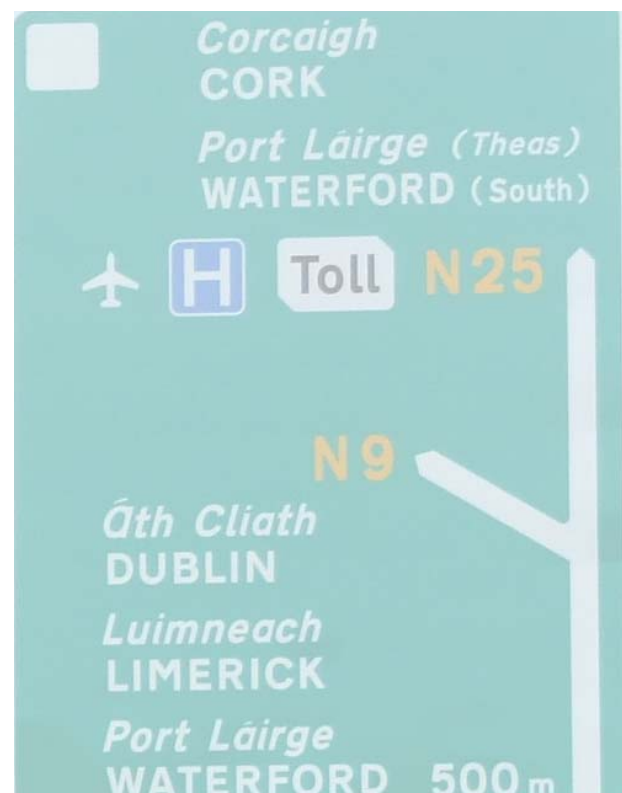 Corcaigh
CORK
Port Láirge (Theas)
WATERFORD (South)
H Toll N25
N9
Áth Cliath
DUBLIN
Luimneach
LIMERICK
Port Láirge
WATERFORD 500m